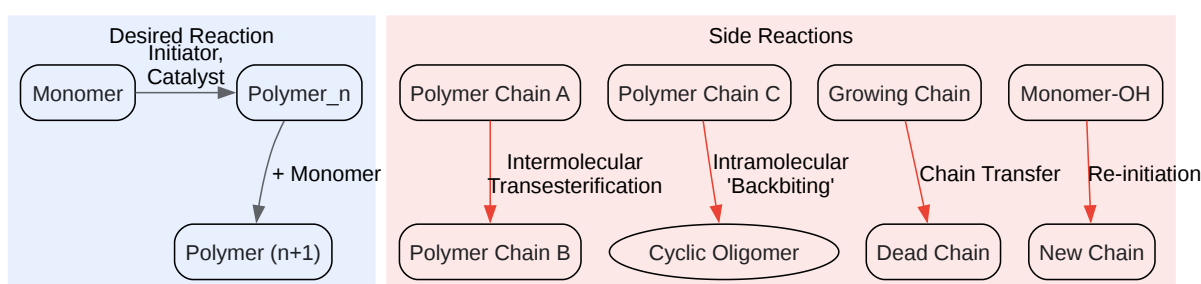 Desired Reaction
Initiator,
Catalyst
Monomer
Polymer_n
+ Monomer
Polymer (n+1)
Side Reactions
Polymer Chain A
Polymer Chain C
Growing Chain
Monomer-OH
Intermolecular
Transesterification
Intramolecular
'Backbiting'
Chain Transfer
Re-initiation
Polymer Chain B
Cyclic Oligomer
Dead Chain
New Chain